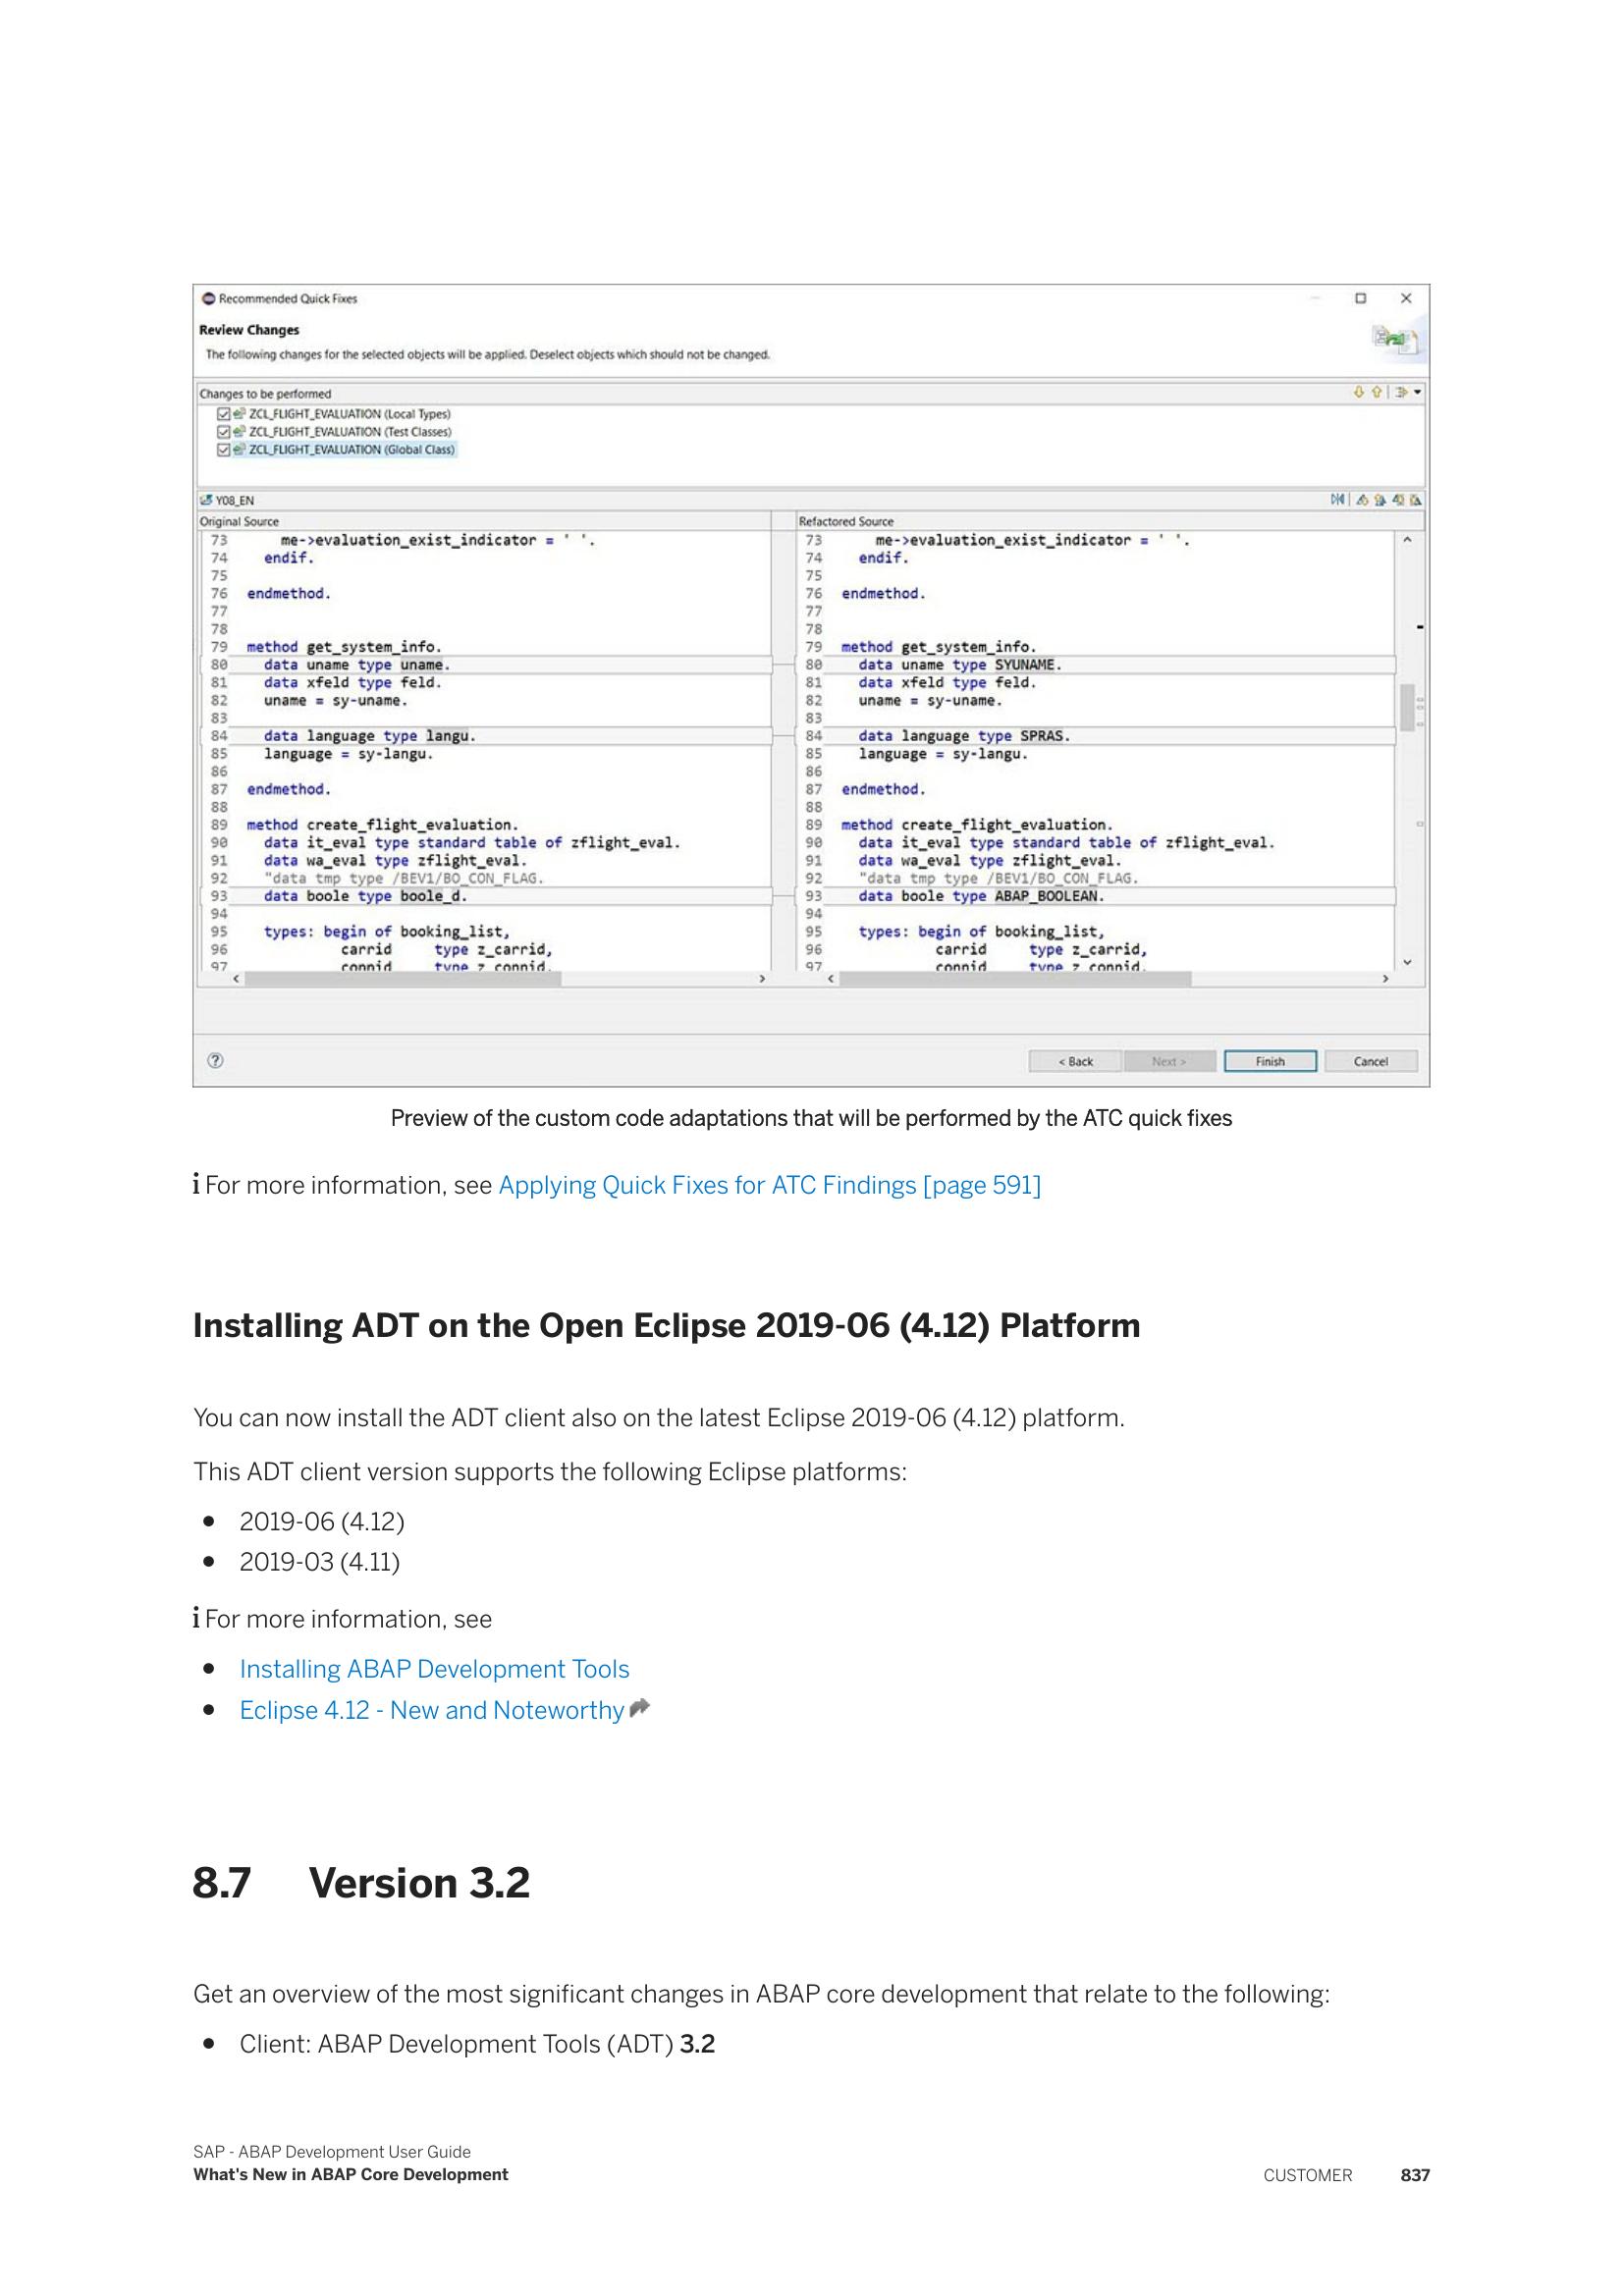 Recommended Quick Fixes
Review Changes
The following changes for the selected objects will be applied. Deselect objects which should not be changed.
Changes to be performed
ZCL_FLIGHT_EVALUATION (Local Types)
ZCL_FLIGHT_EVALUATION (Test Classes)
ZCL_FLIGHT_EVALUATION (Global Class)
Y08_EN
Original Source
73 me->evaluation_exist_indicator = ' '.
74 endif.
75
76 endmethod.
77
78
79 method get_system_info.
80 data uname type uname.
81 data xfeld type feld.
82 uname = sy-uname.
83
84 data language type langu.
85 language = sy-langu.
86
87 endmethod.
88
89 method create_flight_evaluation.
90 data it_eval type standard table of zflight_eval.
91 data wa_eval type zflight_eval.
92 "data tmp type /BEV1/BO_CON_FLAG.
93 data boole type boole_d.
94
95 types: begin of booking_list,
96 carrid type z_carrid,
97 connid type z_connid,
Refactored Source
73 me->evaluation_exist_indicator = ' '.
74 endif.
75
76 endmethod.
77
78
79 method get_system_info.
80 data uname type SYUNAME.
81 data xfeld type feld.
82 uname = sy-uname.
83
84 data language type SPRAS.
85 language = sy-langu.
86
87 endmethod.
88
89 method create_flight_evaluation.
90 data it_eval type standard table of zflight_eval.
91 data wa_eval type zflight_eval.
92 "data tmp type /BEV1/BO_CON_FLAG.
93 data boole type ABAP_BOOLEAN.
94
95 types: begin of booking_list,
96 carrid type z_carrid,
97 connid type z_connid,
< Back Next > Finish Cancel
Preview of the custom code adaptations that will be performed by the ATC quick fixes
i For more information, see Applying Quick Fixes for ATC Findings [page 591]
Installing ADT on the Open Eclipse 2019-06 (4.12) Platform
You can now install the ADT client also on the latest Eclipse 2019-06 (4.12) platform.
This ADT client version supports the following Eclipse platforms:
• 2019-06 (4.12)
• 2019-03 (4.11)
i For more information, see
• Installing ABAP Development Tools
• Eclipse 4.12 - New and Noteworthy
8.7 Version 3.2
Get an overview of the most significant changes in ABAP core development that relate to the following:
• Client: ABAP Development Tools (ADT) 3.2
SAP - ABAP Development User Guide
What's New in ABAP Core Development
CUSTOMER 837